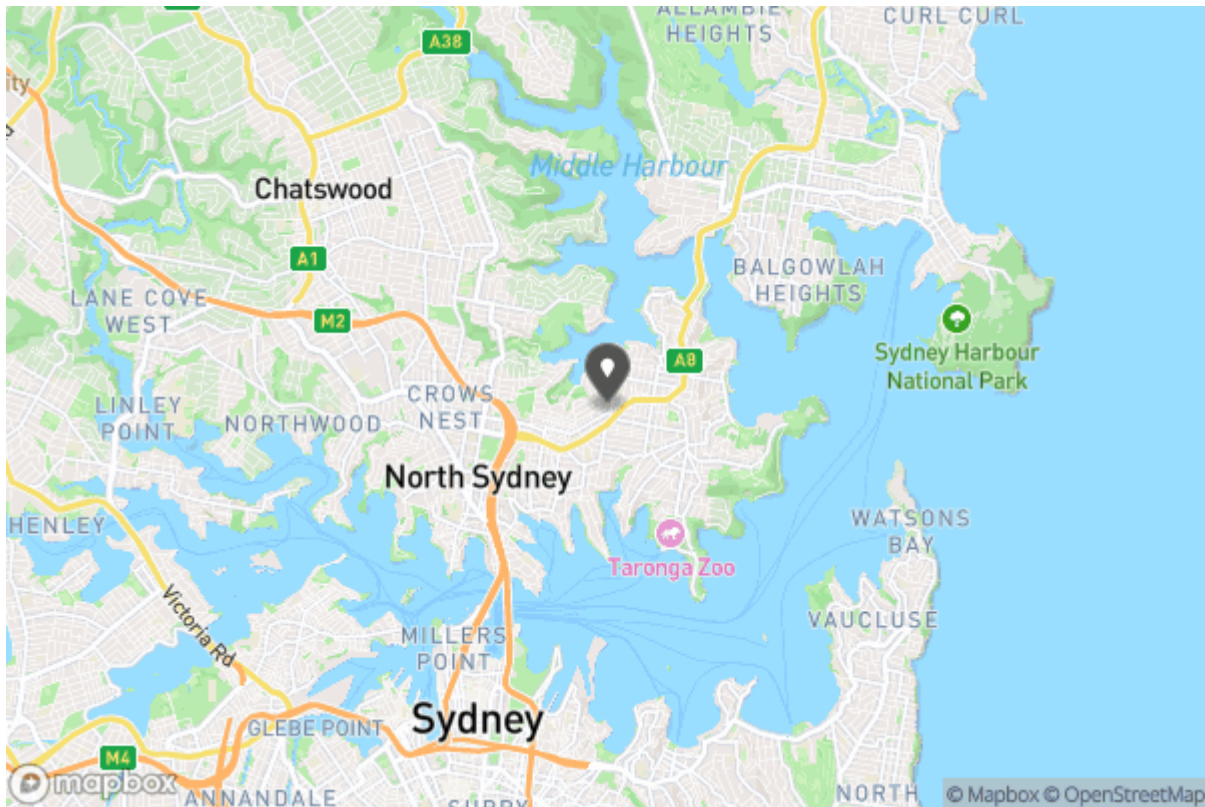 ALLAMBIE
HEIGHTS
CURL CURL
A38
ity
Middle Harbour
Chatswood
A1
BALGOWLAH
HEIGHTS
LANE COVE
WEST
M2
Sydney Harbour
National Park
A8
CROWS
NEST
LINLEY
POINT
NORTHWOOD
North Sydney
HENLEY
WATSONS
BAY
Taronga Zoo
Victoria Rd
VAUCLUSE
MILLERS
POINT
Sydney
GLEBE POINT
M4
mapbox
ANNANDALE
SURRY
NORTH
© Mapbox © OpenStreetMap